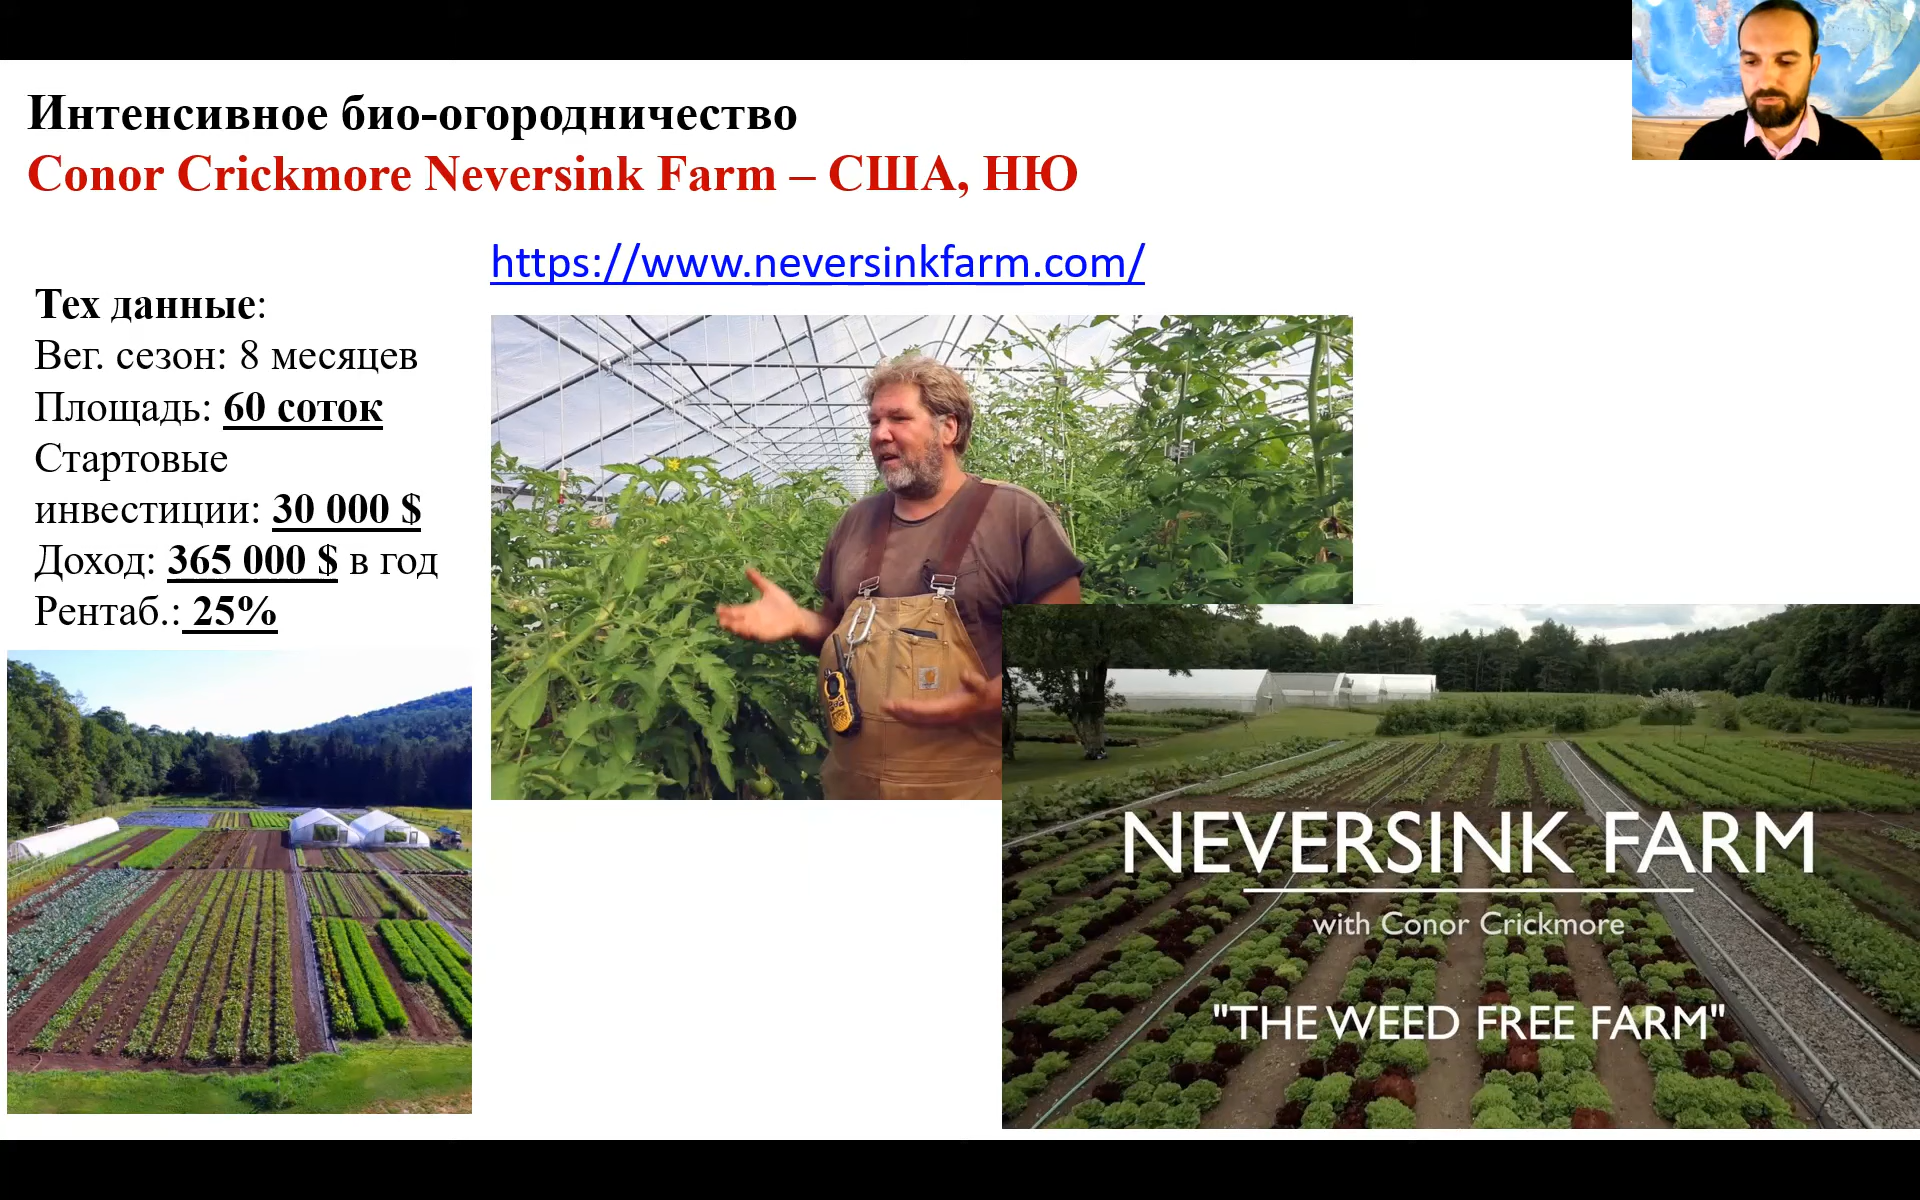 Интенсивное био-огородничество
Conor Crickmore Neversink Farm – США, НЮ
https://www.neversinkfarm.com/
Тех данные:
Вег. сезон: 8 месяцев
Площадь: 60 соток
Стартовые
инвестиции: 30 000 $
Доход: 365 000 $ в год
Рентаб.: 25%
NEVERSINK FARM
with Conor Crickmore
"THE WEED FREE FARM"